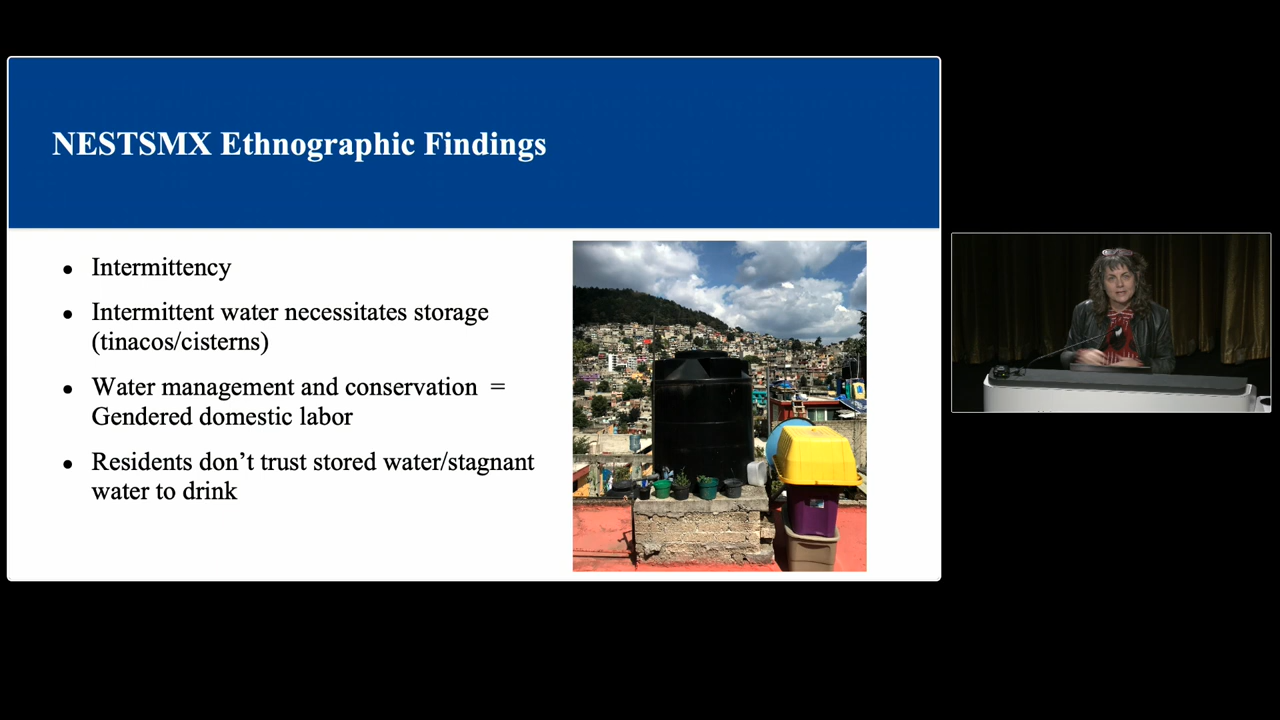 NESTSMX Ethnographic Findings
• Intermittency
• Intermittent water necessitates storage
(tinacos/cisterns)
• Water management and conservation =
Gendered domestic labor
• Residents don’t trust stored water/stagnant
water to drink